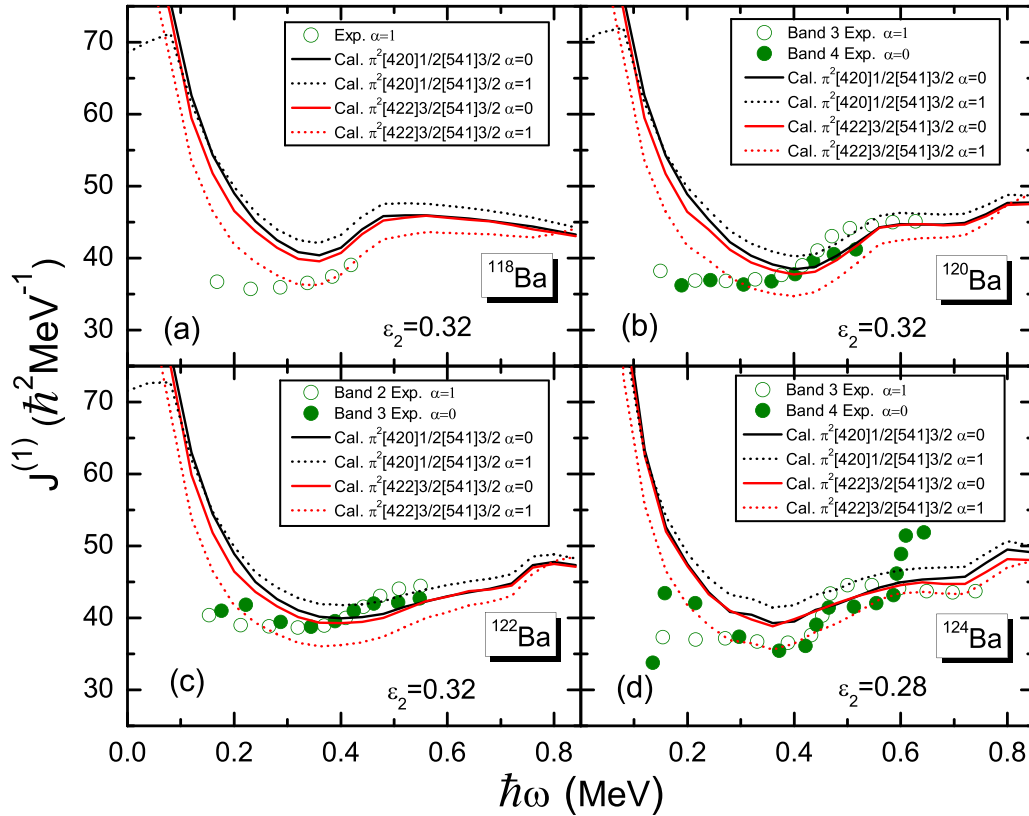 J⁽¹⁾ (ħ²MeV⁻¹)
70
60
50
40
30
Exp. α=1
Cal. π²[420]1/2[541]3/2 α=0
Cal. π²[420]1/2[541]3/2 α=1
Cal. π²[422]3/2[541]3/2 α=0
Cal. π²[422]3/2[541]3/2 α=1
¹¹⁸Ba
(a)
ε₂=0.32
Band 3 Exp. α=1
Band 4 Exp. α=0
Cal. π²[420]1/2[541]3/2 α=0
Cal. π²[420]1/2[541]3/2 α=1
Cal. π²[422]3/2[541]3/2 α=0
Cal. π²[422]3/2[541]3/2 α=1
¹²⁰Ba
(b)
ε₂=0.32
70
60
50
40
30
Band 2 Exp. α=1
Band 3 Exp. α=0
Cal. π²[420]1/2[541]3/2 α=0
Cal. π²[420]1/2[541]3/2 α=1
Cal. π²[422]3/2[541]3/2 α=0
Cal. π²[422]3/2[541]3/2 α=1
¹²²Ba
(c)
ε₂=0.32
Band 3 Exp. α=1
Band 4 Exp. α=0
Cal. π²[420]1/2[541]3/2 α=0
Cal. π²[420]1/2[541]3/2 α=1
Cal. π²[422]3/2[541]3/2 α=0
Cal. π²[422]3/2[541]3/2 α=1
¹²⁴Ba
(d)
ε₂=0.28
0.0 0.2 0.4 0.6 0.8 0.2 0.4 0.6 0.8
ħω (MeV)